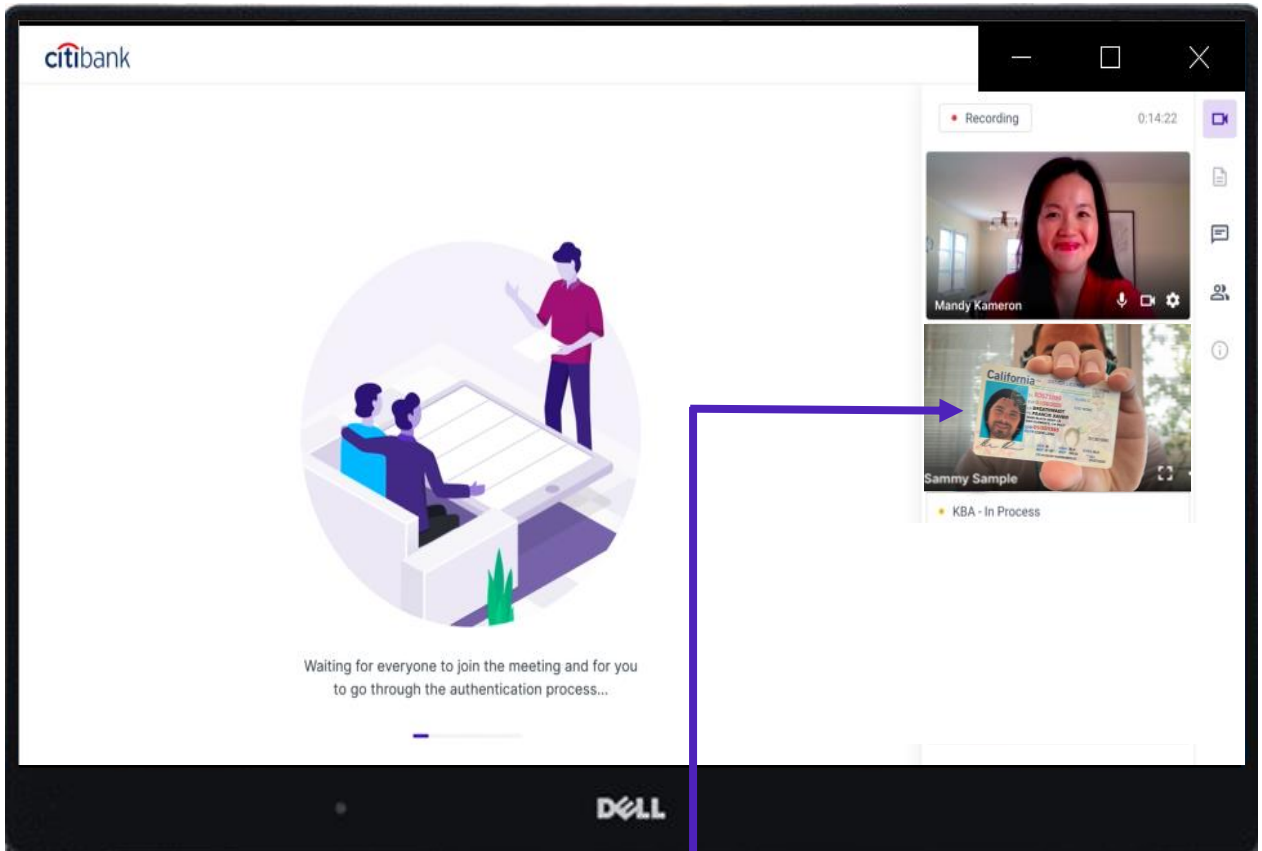 citibank
Recording
0:14:22
Mandy Kameron
California
Sammy Sample
KBA - In Process
Waiting for everyone to join the meeting and for you
to go through the authentication process...
DELL